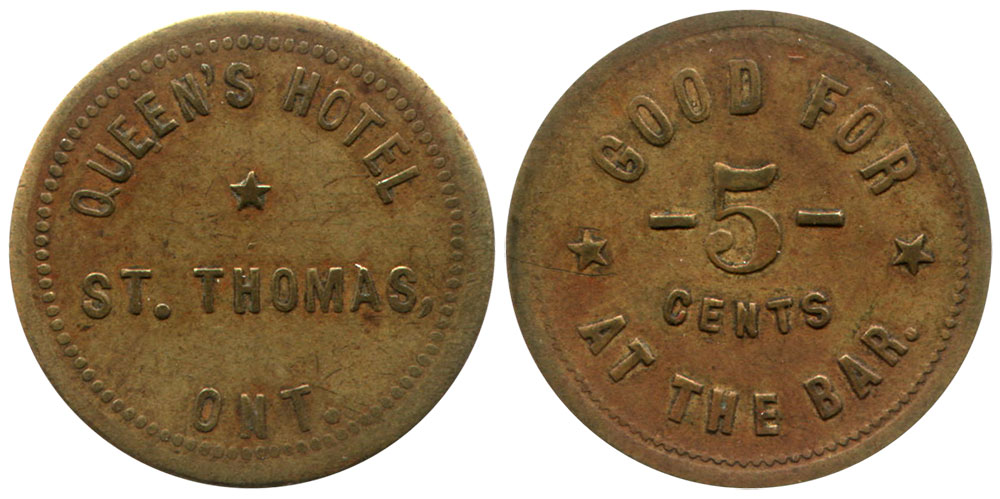 QUEEN'S HOTEL
ST. THOMAS,
ONT.
GOOD FOR
-5-
CENTS
AT THE BAR.